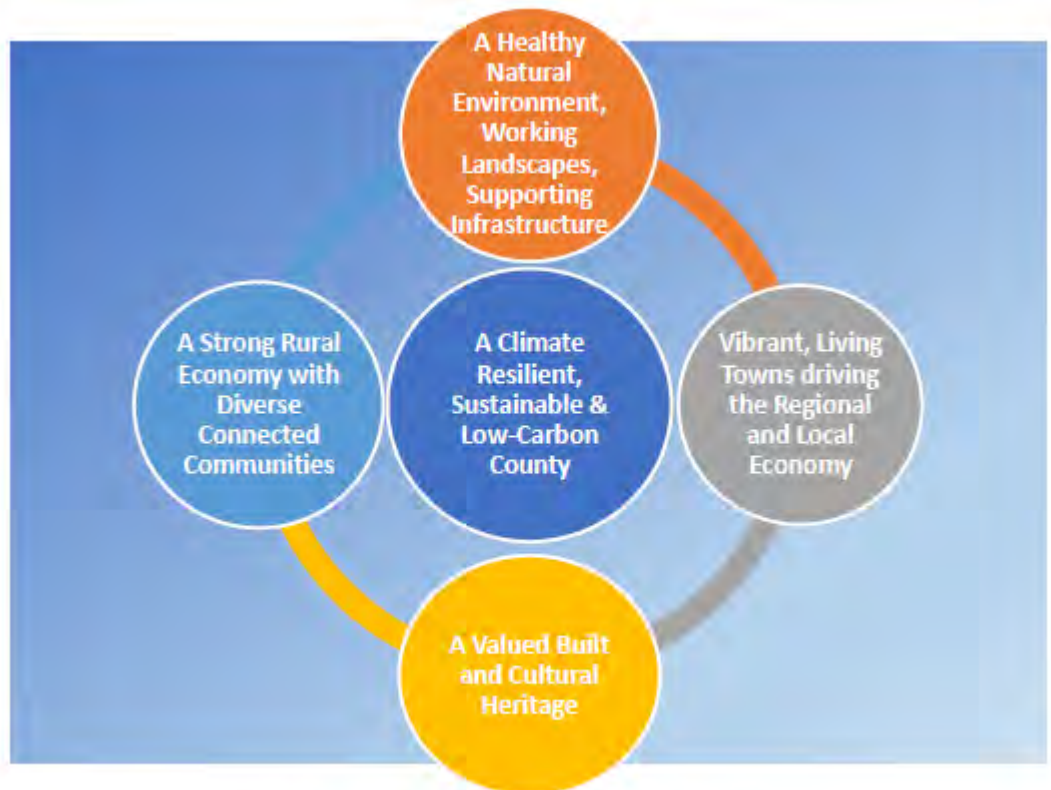 A Healthy
Natural
Environment,
Working
Landscapes,
Supporting
Infrastructure
A Strong Rural
Economy with
Diverse
Connected
Communities
A Climate
Resilient,
Sustainable &
Low-Carbon
County
Vibrant, Living
Towns driving
the Regional
and Local
Economy
A Valued Built
and Cultural
Heritage